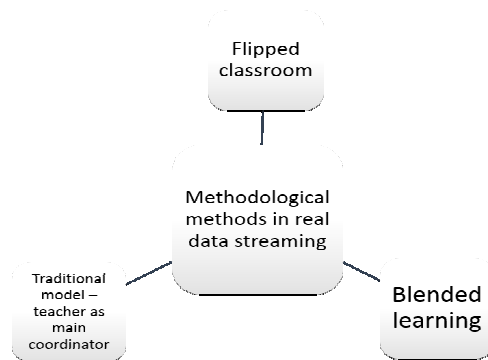 Flipped
classroom
Methodological
methods in real
data streaming
Traditional
model –
teacher as
main
coordinator
Blended
learning